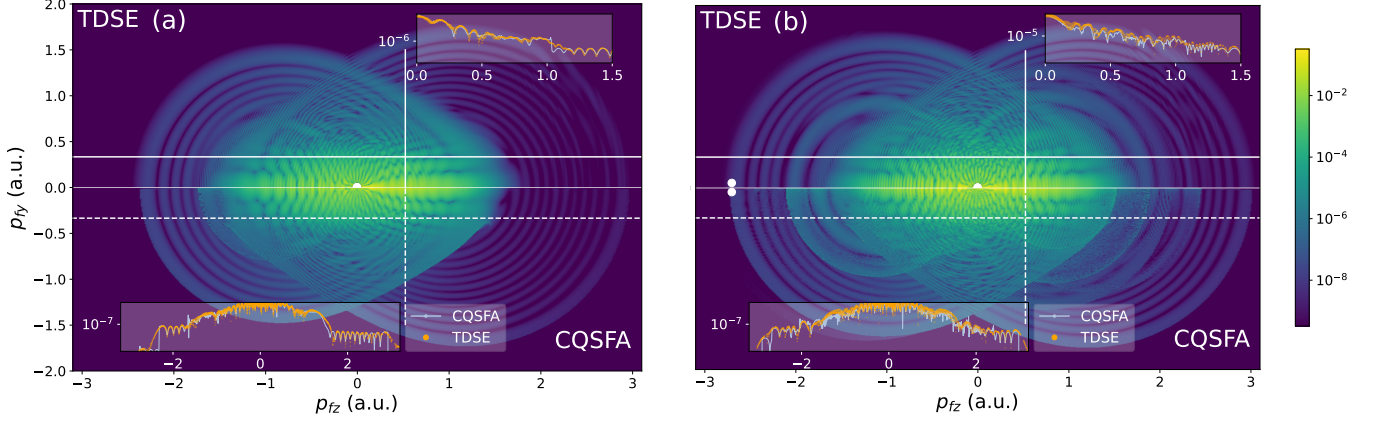 TDSE (a)
2.0
1.5
1.0
0.5
0.0
−0.5
−1.0
−1.5
−2.0
p_fy (a.u.)
10^−6
0.0 0.5 1.0 1.5
10^−7
−2 0 2
CQSFA
TDSE
CQSFA
−3 −2 −1 0 1 2 3
p_fz (a.u.)
TDSE (b)
10^−5
0.0 0.5 1.0 1.5
10^−7
−2 0 2
CQSFA
TDSE
CQSFA
−3 −2 −1 0 1 2 3
p_fz (a.u.)
10^−2
10^−4
10^−6
10^−8